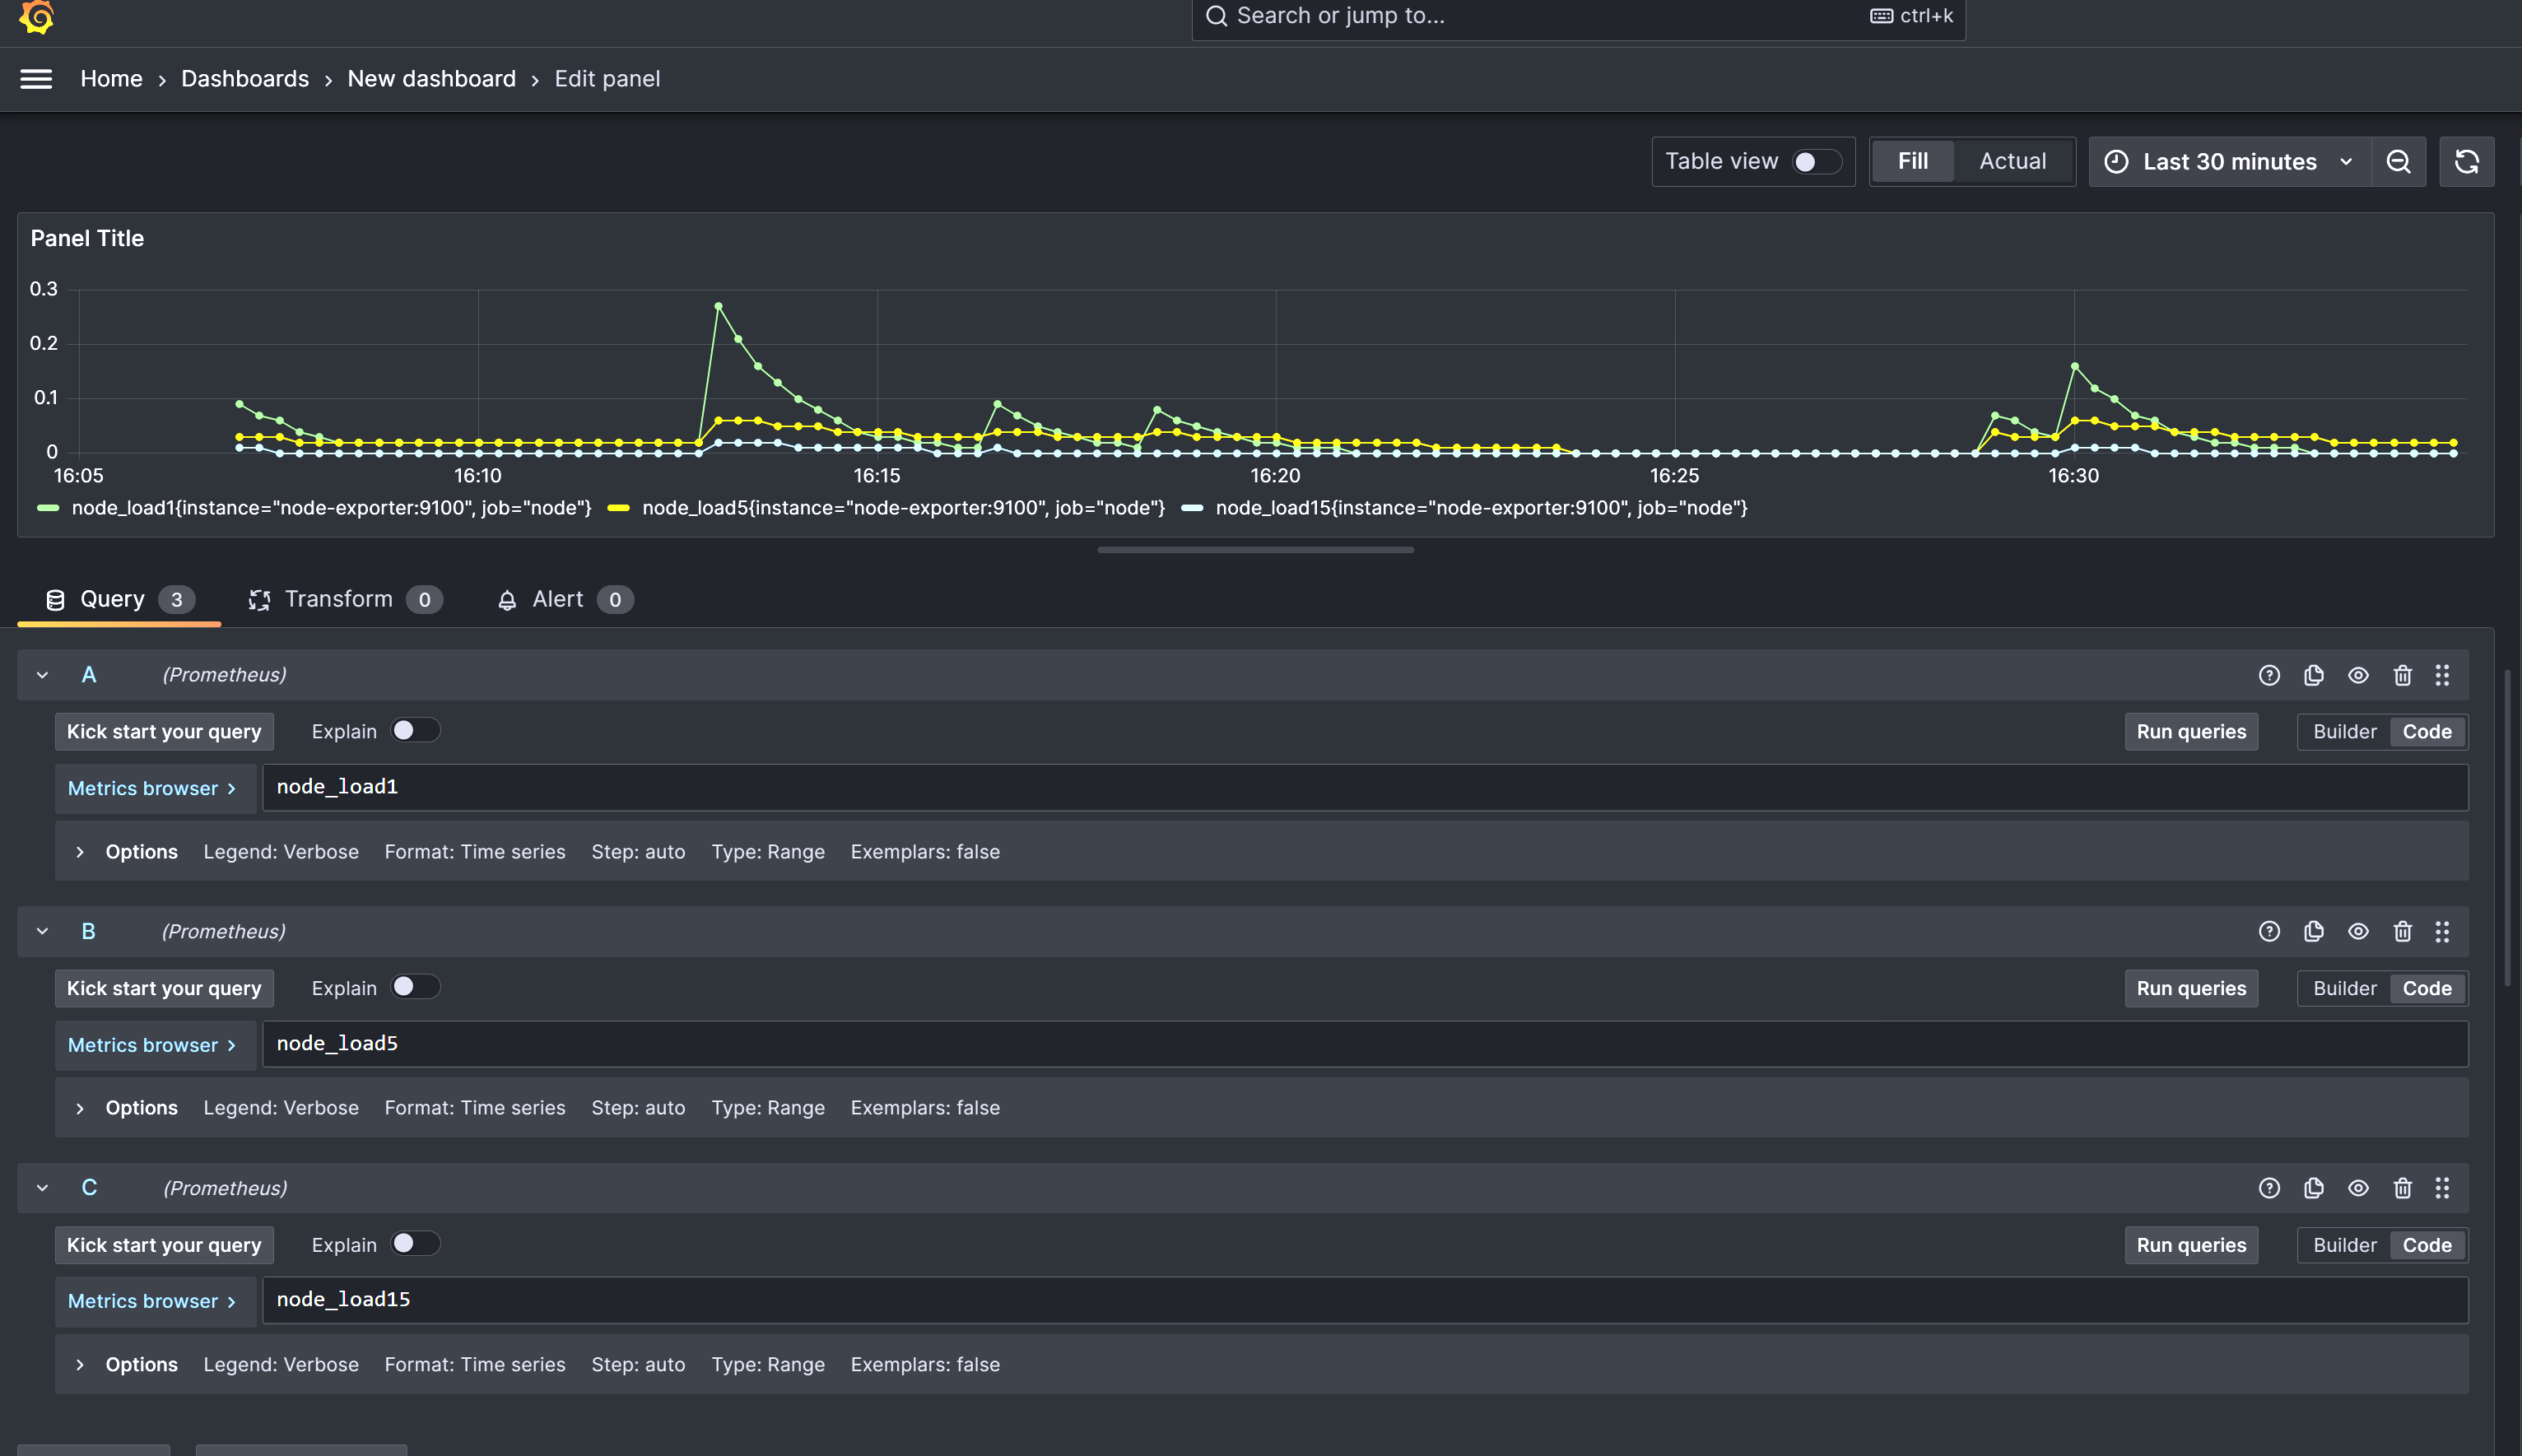 Search or jump to... ctrl+k
Home › Dashboards › New dashboard › Edit panel
Table view Fill Actual Last 30 minutes
Panel Title
0.3
0.2
0.1
0
16:05 16:10 16:15 16:20 16:25 16:30
node_load1{instance="node-exporter:9100", job="node"} node_load5{instance="node-exporter:9100", job="node"} node_load15{instance="node-exporter:9100", job="node"}
Query 3 Transform 0 Alert 0
A (Prometheus)
Kick start your query Explain Run queries Builder Code
Metrics browser › node_load1
› Options Legend: Verbose Format: Time series Step: auto Type: Range Exemplars: false
B (Prometheus)
Kick start your query Explain Run queries Builder Code
Metrics browser › node_load5
› Options Legend: Verbose Format: Time series Step: auto Type: Range Exemplars: false
C (Prometheus)
Kick start your query Explain Run queries Builder Code
Metrics browser › node_load15
› Options Legend: Verbose Format: Time series Step: auto Type: Range Exemplars: false